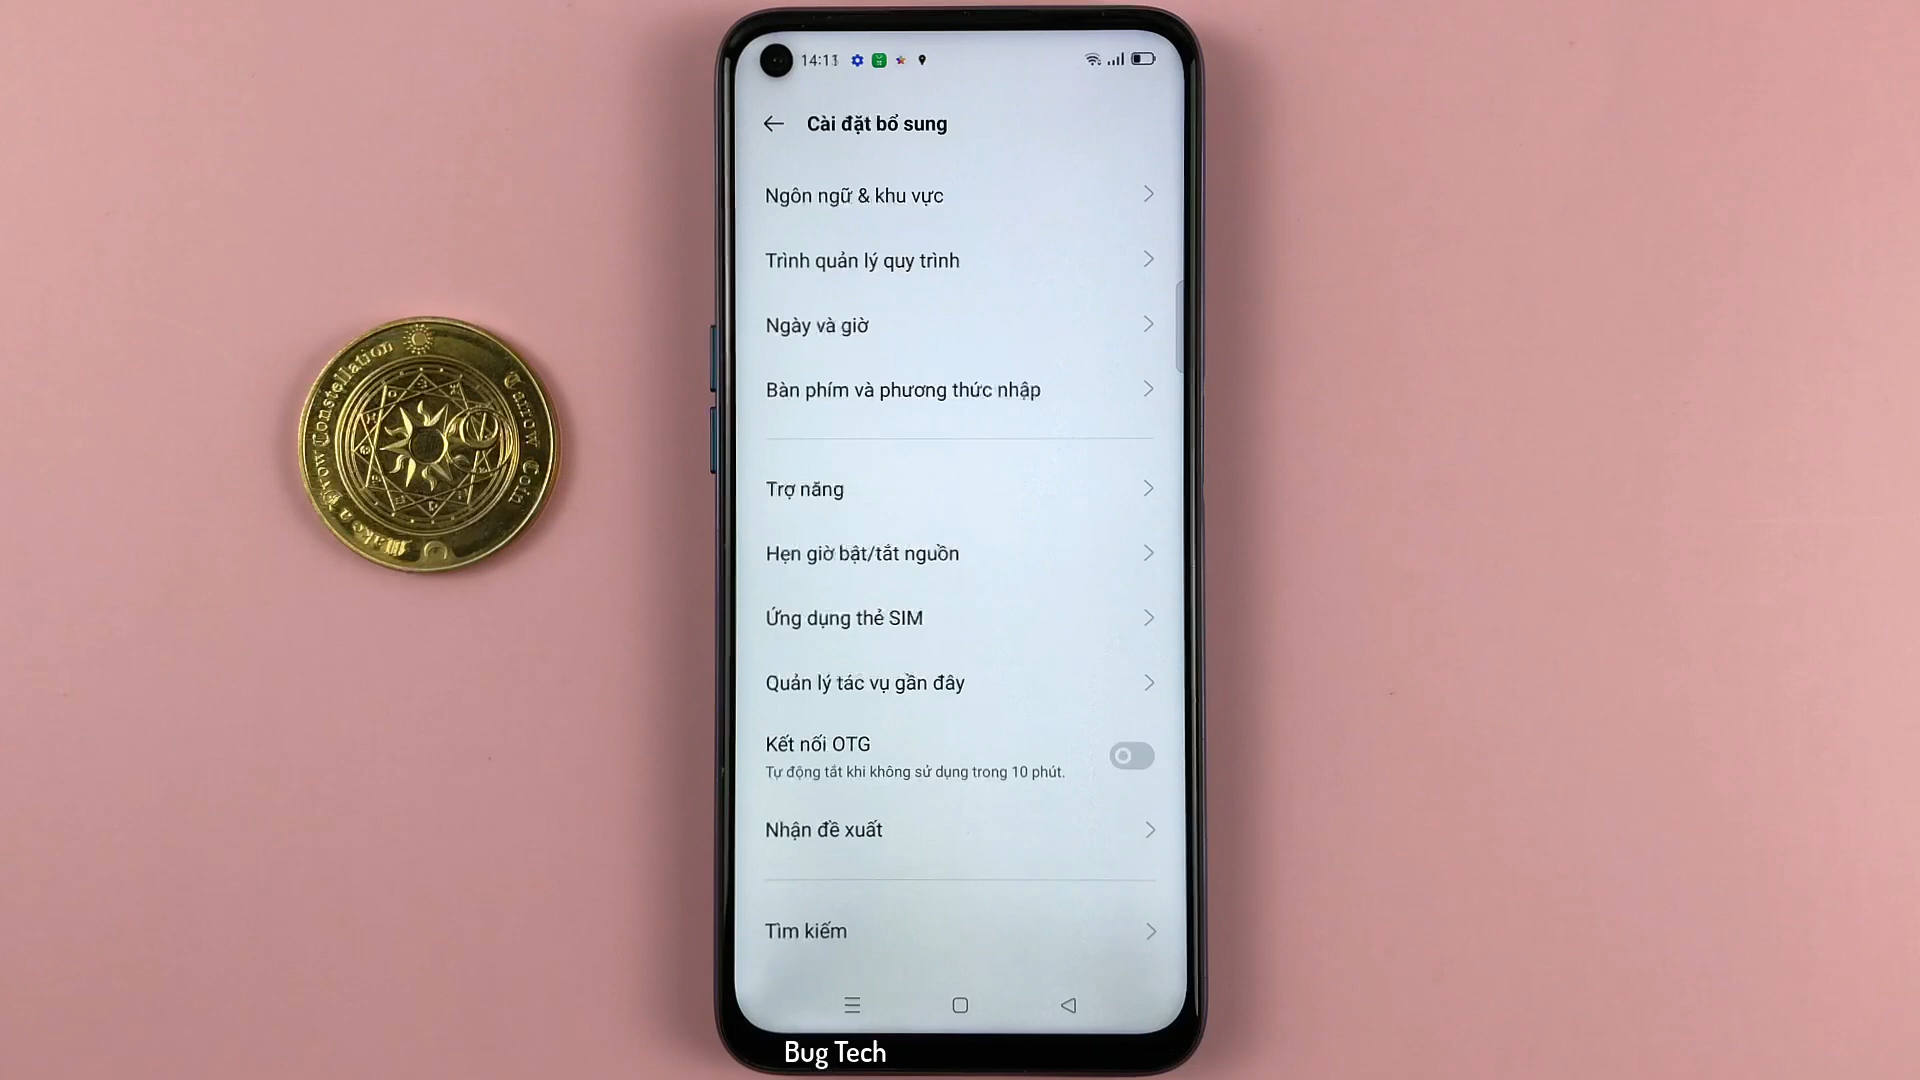 14:11
Cài đặt bổ sung
Ngôn ngữ & khu vực
Trình quản lý quy trình
Ngày và giờ
Bàn phím và phương thức nhập
Trợ năng
Hẹn giờ bật/tắt nguồn
Ứng dụng thẻ SIM
Quản lý tác vụ gần đây
Kết nối OTG
Tự động tắt khi không sử dụng trong 10 phút.
Nhận đề xuất
Tìm kiếm
Constellation
Coin
Bug Tech